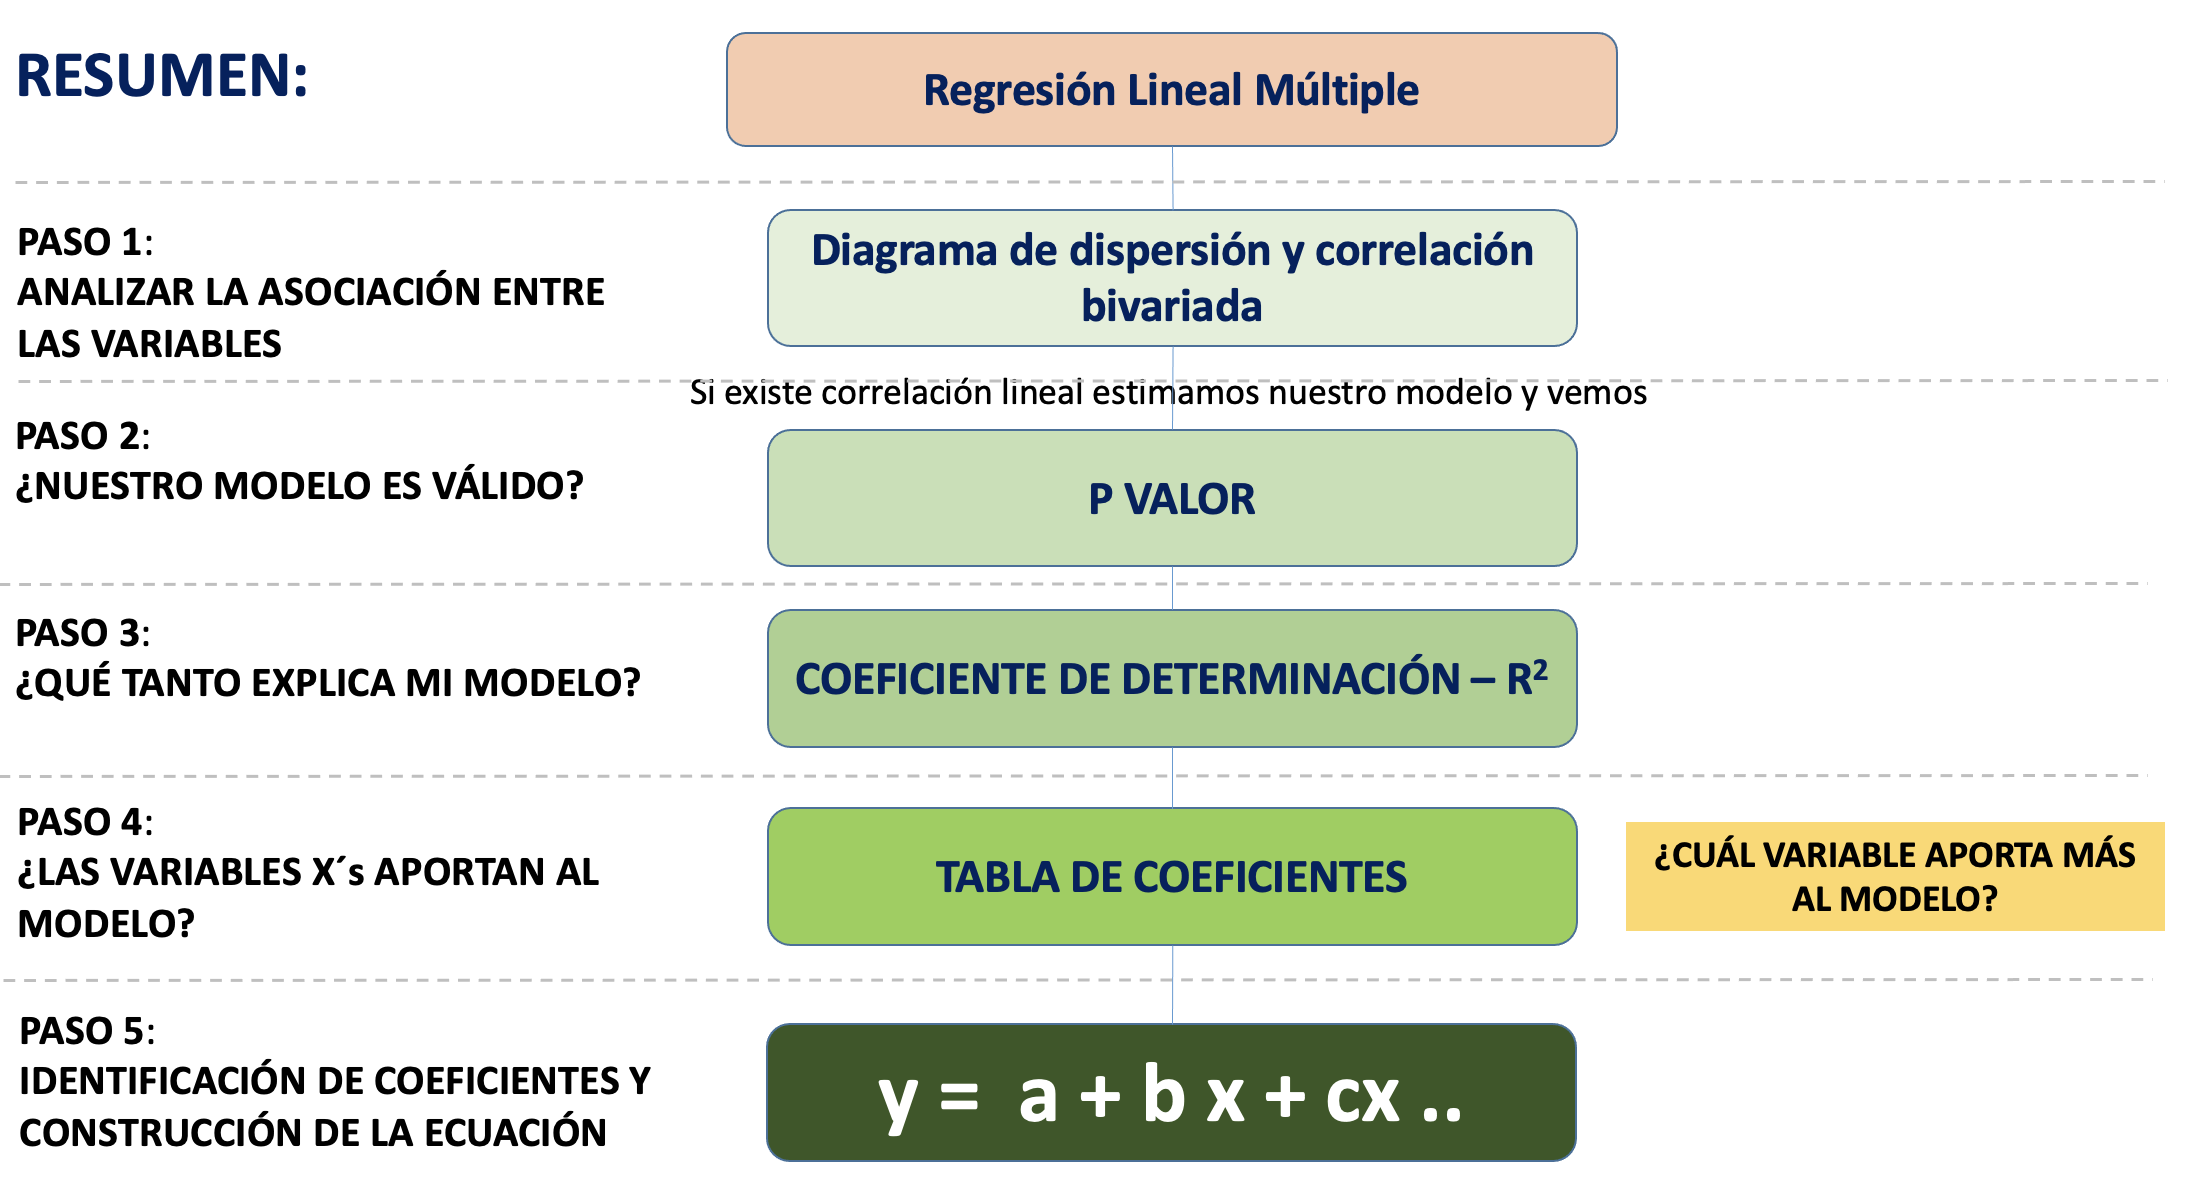 RESUMEN:
Regresión Lineal Múltiple
PASO 1:
ANALIZAR LA ASOCIACIÓN ENTRE
LAS VARIABLES
Diagrama de dispersión y correlación
bivariada
Si existe correlación lineal estimamos nuestro modelo y vemos
PASO 2:
¿NUESTRO MODELO ES VÁLIDO?
P VALOR
PASO 3:
¿QUÉ TANTO EXPLICA MI MODELO?
COEFICIENTE DE DETERMINACIÓN – R²
PASO 4:
¿LAS VARIABLES X´s APORTAN AL
MODELO?
TABLA DE COEFICIENTES
¿CUÁL VARIABLE APORTA MÁS
AL MODELO?
PASO 5:
IDENTIFICACIÓN DE COEFICIENTES Y
CONSTRUCCIÓN DE LA ECUACIÓN
y = a + b x + cx ..